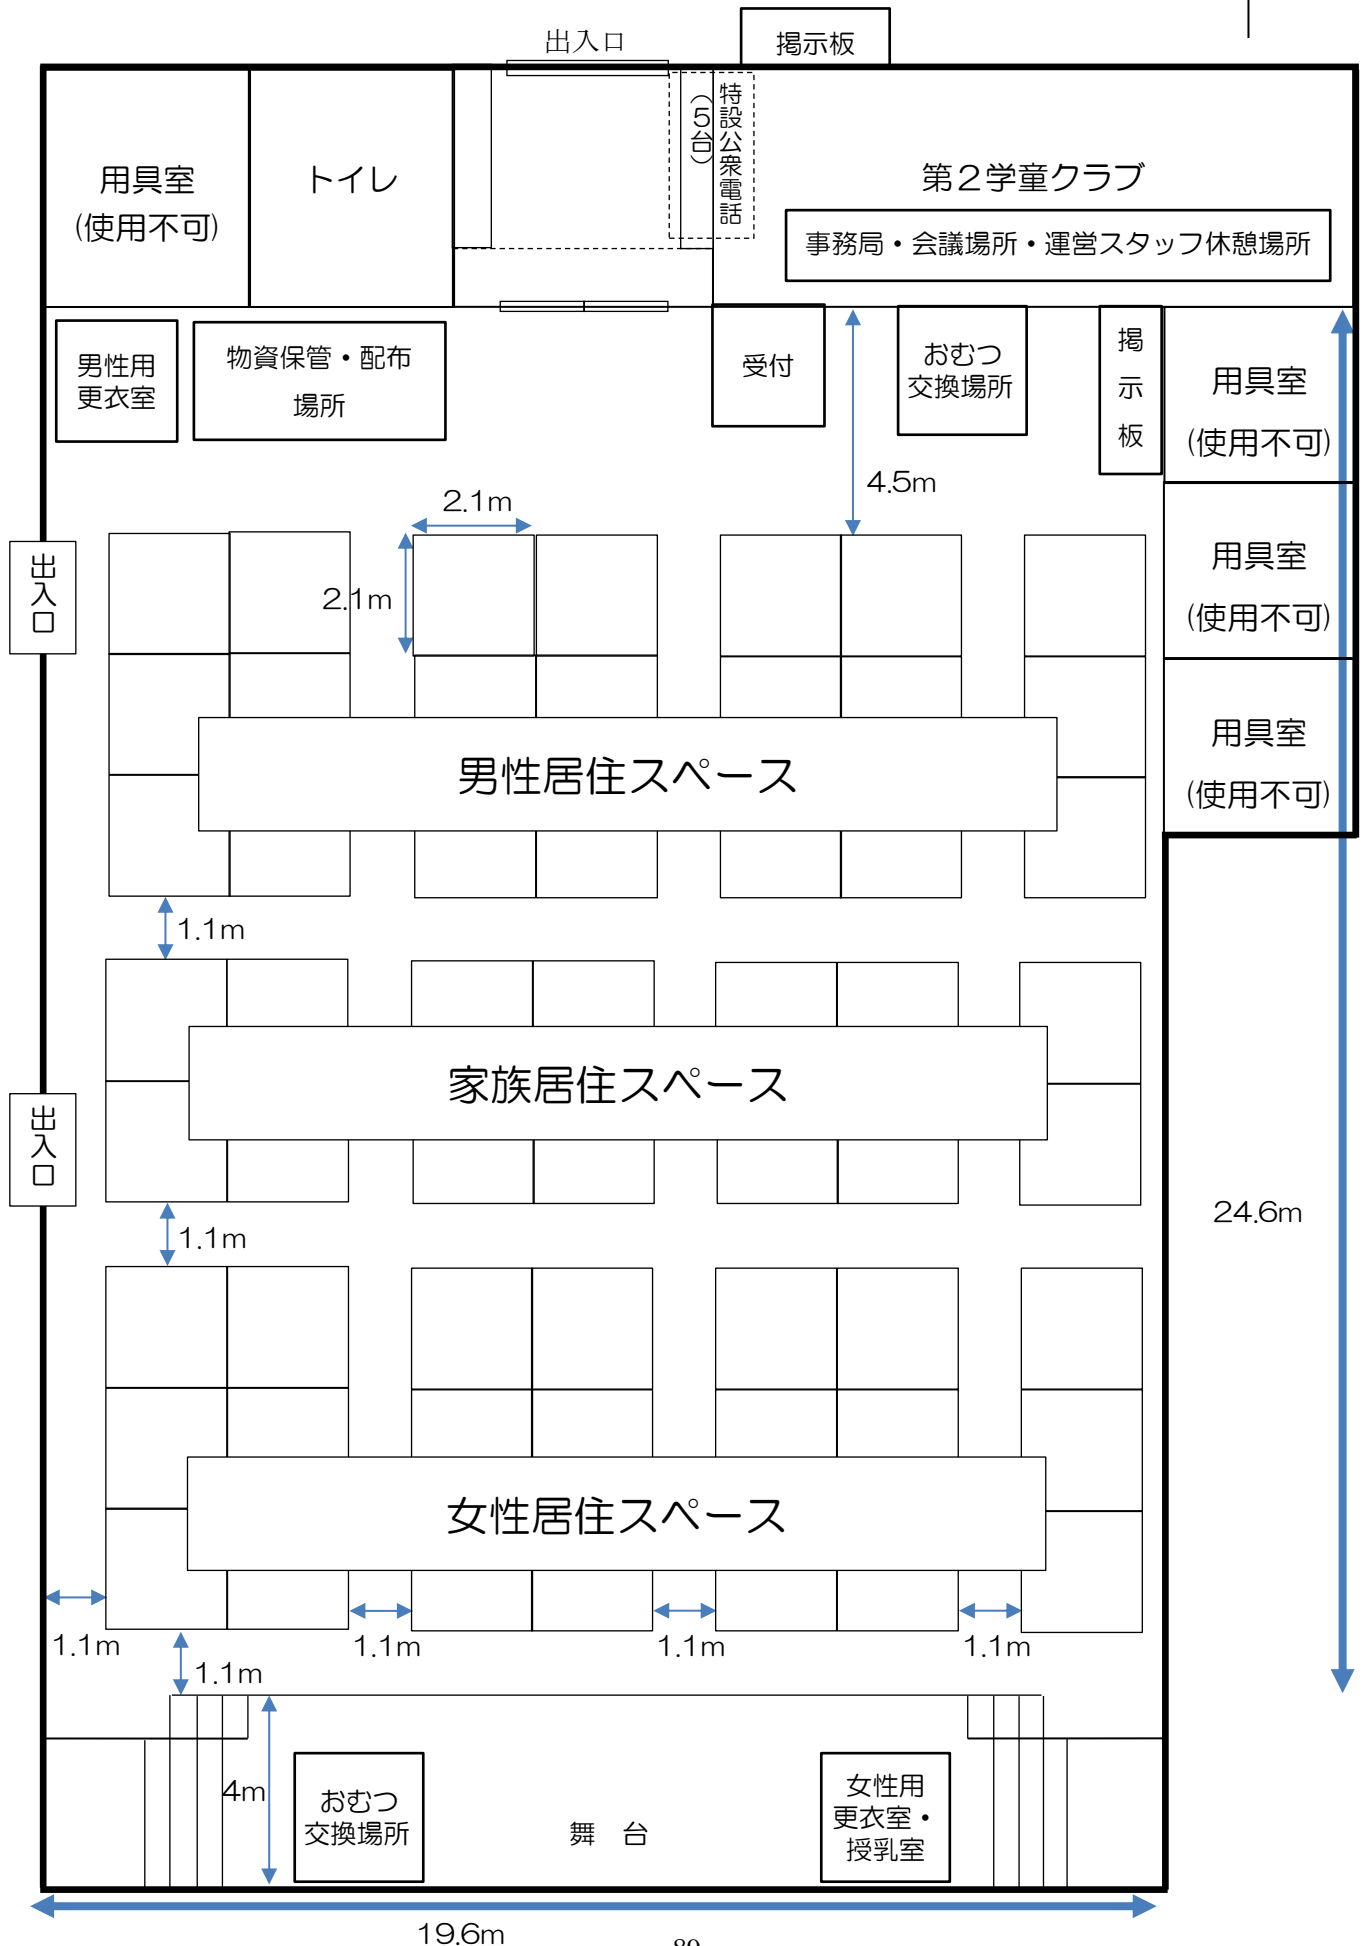 出入口
掲示板
用具室
(使用不可)
トイレ
特設公衆電話
（５台）
第２学童クラブ
事務局・会議場所・運営スタッフ休憩場所
男性用
更衣室
物資保管・配布
場所
受付
おむつ
交換場所
掲示板
用具室
(使用不可)
4.5m
2.1m
2.1m
出入口
用具室
(使用不可)
用具室
(使用不可)
男性居住スペース
1.1m
家族居住スペース
出入口
1.1m
24.6m
女性居住スペース
1.1m
1.1m
1.1m
1.1m
1.1m
4m
おむつ
交換場所
舞　台
女性用
更衣室・
授乳室
19.6m